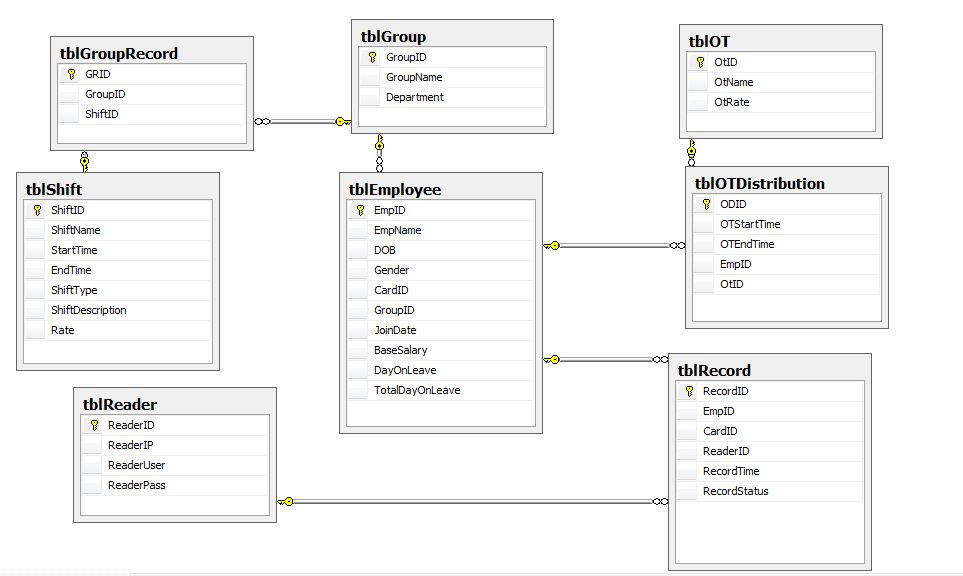 tblGroupRecord
GRID
GroupID
ShiftID
tblGroup
GroupID
GroupName
Department
tblOT
OtID
OtName
OtRate
tblShift
ShiftID
ShiftName
StartTime
EndTime
ShiftType
ShiftDescription
Rate
tblEmployee
EmpID
EmpName
DOB
Gender
CardID
GroupID
JoinDate
BaseSalary
DayOnLeave
TotalDayOnLeave
tblOTDistribution
ODID
OTStartTime
OTEndTime
EmpID
OtID
tblReader
ReaderID
ReaderIP
ReaderUser
ReaderPass
tblRecord
RecordID
EmpID
CardID
ReaderID
RecordTime
RecordStatus